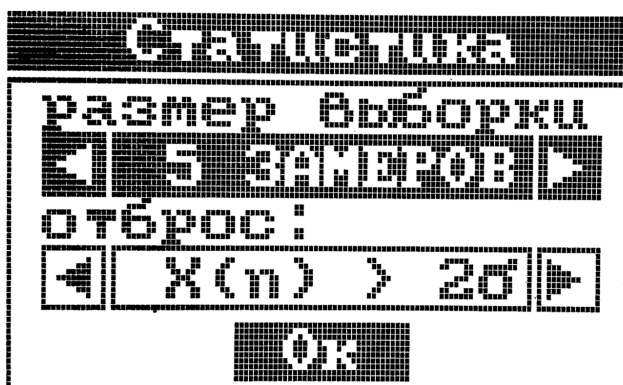 Статистика
размер выборки
5 ЗАМЕРОВ
отброс:
X(n) > 2σ
Ок